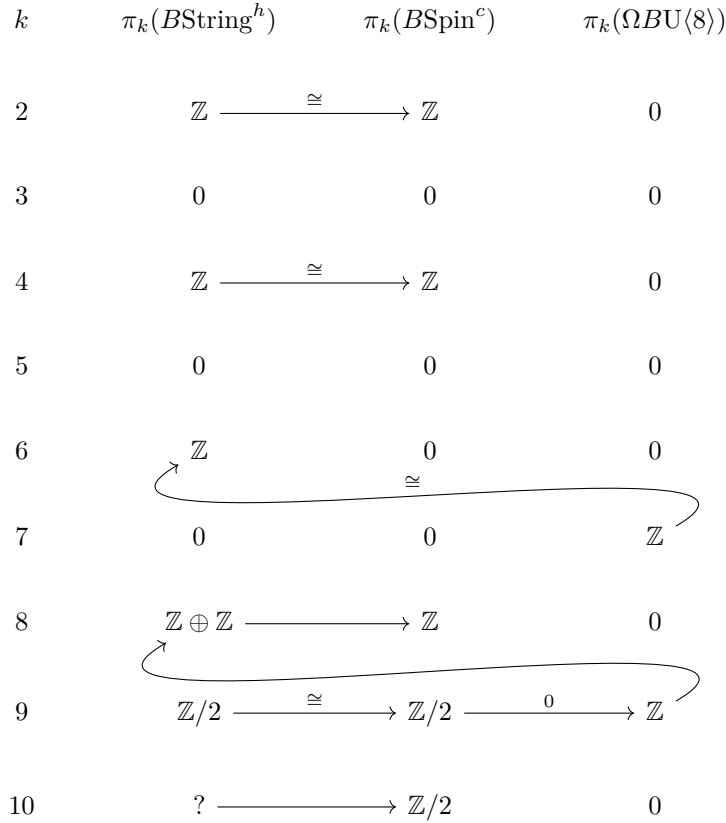 k π_k(BString^h) π_k(BSpin^c) π_k(ΩBU⟨8⟩)
2 ℤ ≅ ℤ 0
3 0 0 0
4 ℤ ≅ ℤ 0
5 0 0 0
6 ℤ 0 0
≅
7 0 0 ℤ
8 ℤ ⊕ ℤ ℤ 0
9 ℤ/2 ≅ ℤ/2 0 ℤ
10 ? ℤ/2 0